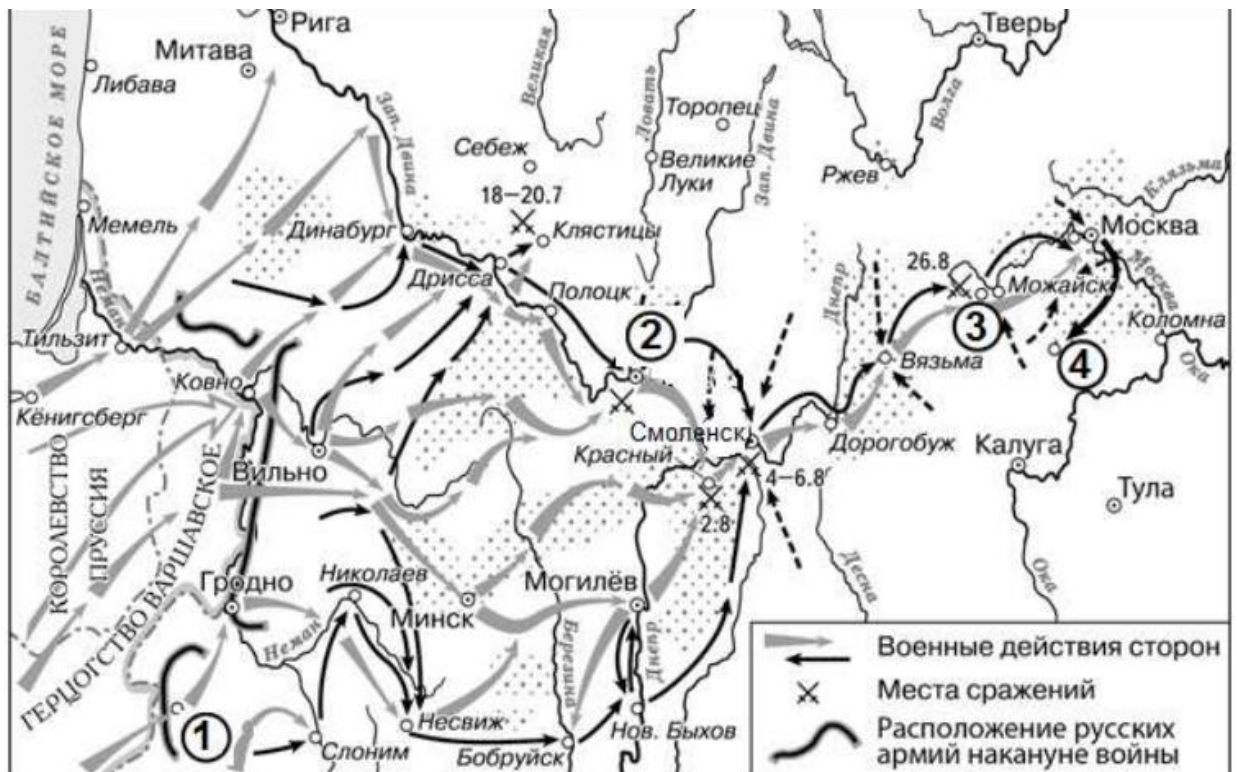 Рига
Тверь
Митава
Либава
БАЛТИЙСКОЕ МОРЕ
Зап. Двина
Великая
Ловать
Торопец
Зап. Двина
Волга
Себеж
Великие
Луки
Ржев
Клязьма
18–20.7
Мемель
Динабург
Клястицы
Москва
Неман
Дрисса
Полоцк
Днепр
26.8
Можайск
Москва
Коломна
Тильзит
2
3
4
Ока
Ковно
Вязьма
Кёнигсберг
Смоленск
Красный
Дорогобуж
Калуга
Вильно
4–6.8
Тула
2.8
КОРОЛЕВСТВО
ПРУССИЯ
ГЕРЦОГСТВО ВАРШАВСКОЕ
Гродно
Николаев
Минск
Могилёв
Десна
Ока
Неман
Березина
Днепр
1
Несвиж
Слоним
Бобруйск
Нов. Быхов
Военные действия сторон
Места сражений
Расположение русских
армий накануне войны